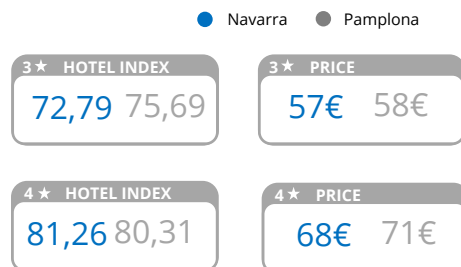 Navarra Pamplona
3★ HOTEL INDEX
72,79 75,69
3★ PRICE
57€ 58€
4★ HOTEL INDEX
81,26 80,31
4★ PRICE
68€ 71€